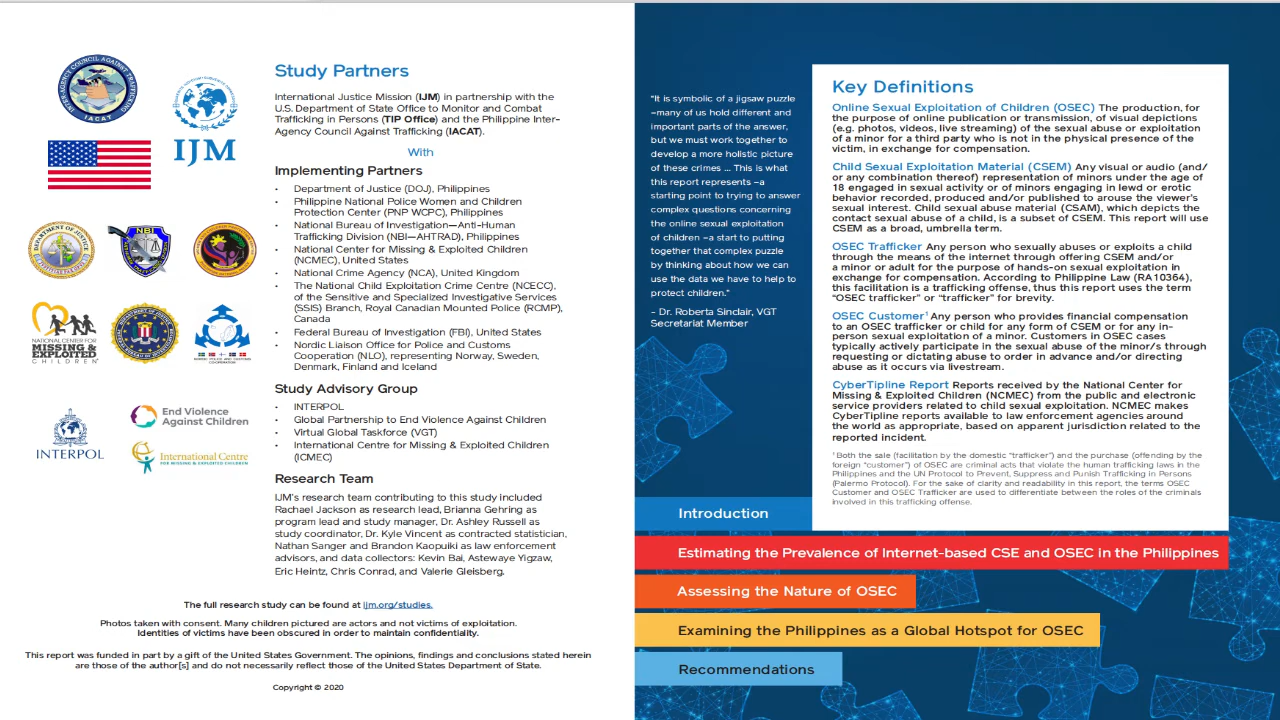 INTER-AGENCY COUNCIL AGAINST TRAFFICKING
IACAT
IJM
NBI
NATIONAL CENTER FOR
MISSING &
EXPLOITED
CHILDREN
INTERPOL
End Violence
Against Children
International Centre
FOR MISSING & EXPLOITED CHILDREN
Study Partners
International Justice Mission (IJM) in partnership with the
U.S. Department of State Office to Monitor and Combat
Trafficking in Persons (TIP Office) and the Philippine Inter-
Agency Council Against Trafficking (IACAT).
With
Implementing Partners
• Department of Justice (DOJ), Philippines
• Philippine National Police Women and Children
Protection Center (PNP WCPC), Philippines
• National Bureau of Investigation—Anti-Human
Trafficking Division (NBI-AHTRAD), Philippines
• National Center for Missing & Exploited Children
(NCMEC), United States
• National Crime Agency (NCA), United Kingdom
• The National Child Exploitation Crime Centre (NCECC),
of the Sensitive and Specialized Investigative Services
(SSIS) Branch, Royal Canadian Mounted Police (RCMP),
Canada
• Federal Bureau of Investigation (FBI), United States
• Nordic Liaison Office for Police and Customs
Cooperation (NLO), representing Norway, Sweden,
Denmark, Finland and Iceland
Study Advisory Group
• INTERPOL
• Global Partnership to End Violence Against Children
• Virtual Global Taskforce (VGT)
• International Centre for Missing & Exploited Children
(ICMEC)
Research Team
IJM's research team contributing to this study included
Rachael Jackson as research lead, Brianna Gehring as
program lead and study manager, Dr. Ashley Russell as
study coordinator, Dr. Kyle Vincent as contracted statistician,
Nathan Sanger and Brandon Kaopuiki as law enforcement
advisors, and data collectors: Kevin Bai, Astewaye Yigzaw,
Eric Heintz, Chris Conrad, and Valerie Gleisberg.
The full research study can be found at ijm.org/studies.
Photos taken with consent. Many children pictured are actors and not victims of exploitation.
Identities of victims have been obscured in order to maintain confidentiality.
This report was funded in part by a gift of the United States Government. The opinions, findings and conclusions stated herein
are those of the author[s] and do not necessarily reflect those of the United States Department of State.
Copyright © 2020
"It is symbolic of a jigsaw puzzle
–many of us hold different and
important parts of the answer,
but we must work together to
develop a more holistic picture
of these crimes ... This is what
this report represents –a
starting point to trying to answer
complex questions concerning
the online sexual exploitation
of children –a start to putting
together that complex puzzle
by thinking about how we can
use the data we have to help to
protect children."
– Dr. Roberta Sinclair, VGT
Secretariat Member
Key Definitions
Online Sexual Exploitation of Children (OSEC) The production, for
the purpose of online publication or transmission, of visual depictions
(e.g. photos, videos, live streaming) of the sexual abuse or exploitation
of a minor for a third party who is not in the physical presence of the
victim, in exchange for compensation.
Child Sexual Exploitation Material (CSEM) Any visual or audio (and/
or any combination thereof) representation of minors under the age of
18 engaged in sexual activity or of minors engaging in lewd or erotic
behavior recorded, produced and/or published to arouse the viewer's
sexual interest. Child sexual abuse material (CSAM), which depicts the
contact sexual abuse of a child, is a subset of CSEM. This report will use
CSEM as a broad, umbrella term.
OSEC Trafficker Any person who sexually abuses or exploits a child
through the means of the internet through offering CSEM and/or
a minor or adult for the purpose of hands-on sexual exploitation in
exchange for compensation. According to Philippine Law (RA10364),
this facilitation is a trafficking offense, thus this report uses the term
"OSEC trafficker" or "trafficker" for brevity.
OSEC Customer¹ Any person who provides financial compensation
to an OSEC trafficker or child for any form of CSEM or for any in-
person sexual exploitation of a minor. Customers in OSEC cases
typically actively participate in the sexual abuse of the minor/s through
requesting or dictating abuse to order in advance and/or directing
abuse as it occurs via livestream.
CyberTipline Report Reports received by the National Center for
Missing & Exploited Children (NCMEC) from the public and electronic
service providers related to child sexual exploitation. NCMEC makes
CyberTipline reports available to law enforcement agencies around
the world as appropriate, based on apparent jurisdiction related to the
reported incident.
¹ Both the sale (facilitation by the domestic "trafficker") and the purchase (offending by the
foreign "customer") of OSEC are criminal acts that violate the human trafficking laws in the
Philippines and the UN Protocol to Prevent, Suppress and Punish Trafficking in Persons
(Palermo Protocol). For the sake of clarity and readability in this report, the terms OSEC
Customer and OSEC Trafficker are used to differentiate between the roles of the criminals
involved in this trafficking offense.
Introduction
Estimating the Prevalence of Internet-based CSE and OSEC in the Philippines
Assessing the Nature of OSEC
Examining the Philippines as a Global Hotspot for OSEC
Recommendations